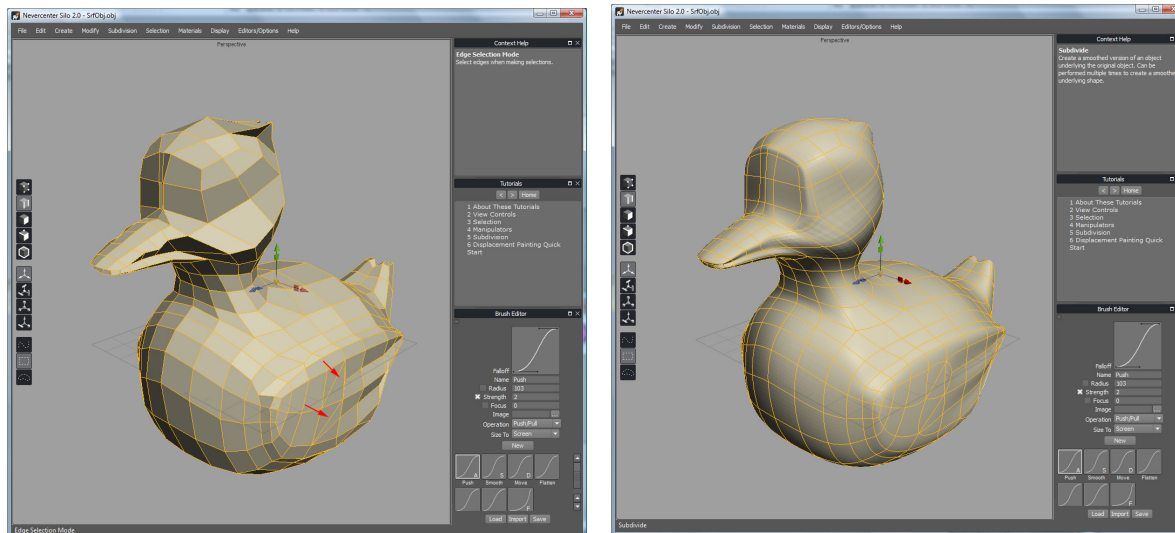 Nevercenter Silo 2.0 - SrfObj.obj
File Edit Create Modify Subdivision Selection Materials Display Editors/Options Help
Perspective
Context Help
Edge Selection Mode
Select edges when making selections.
Tutorials
< > Home
1 About These Tutorials
2 View Controls
3 Selection
4 Manipulators
5 Subdivision
6 Displacement Painting Quick
Start
Brush Editor
Falloff
Name Push
Radius 103
Strength 2
Focus 0
Image ...
Operation Push/Pull
Size To Screen
New
A S D
Push Smooth Move Flatten
F
Load Import Save
Edge Selection Mode
Nevercenter Silo 2.0 - SrfObj.obj
File Edit Create Modify Subdivision Selection Materials Display Editors/Options Help
Perspective
Context Help
Subdivide
Create a smoothed version of an object
underlying the original object. Can be
performed multiple times to create a smoothe
underlying shape.
Tutorials
< > Home
1 About These Tutorials
2 View Controls
3 Selection
4 Manipulators
5 Subdivision
6 Displacement Painting Quick
Start
Brush Editor
Falloff
Name Push
Radius 103
Strength 2
Focus 0
Image ...
Operation Push/Pull
Size To Screen
New
A S D
Push Smooth Move Flatten
F
Load Import Save
Subdivide